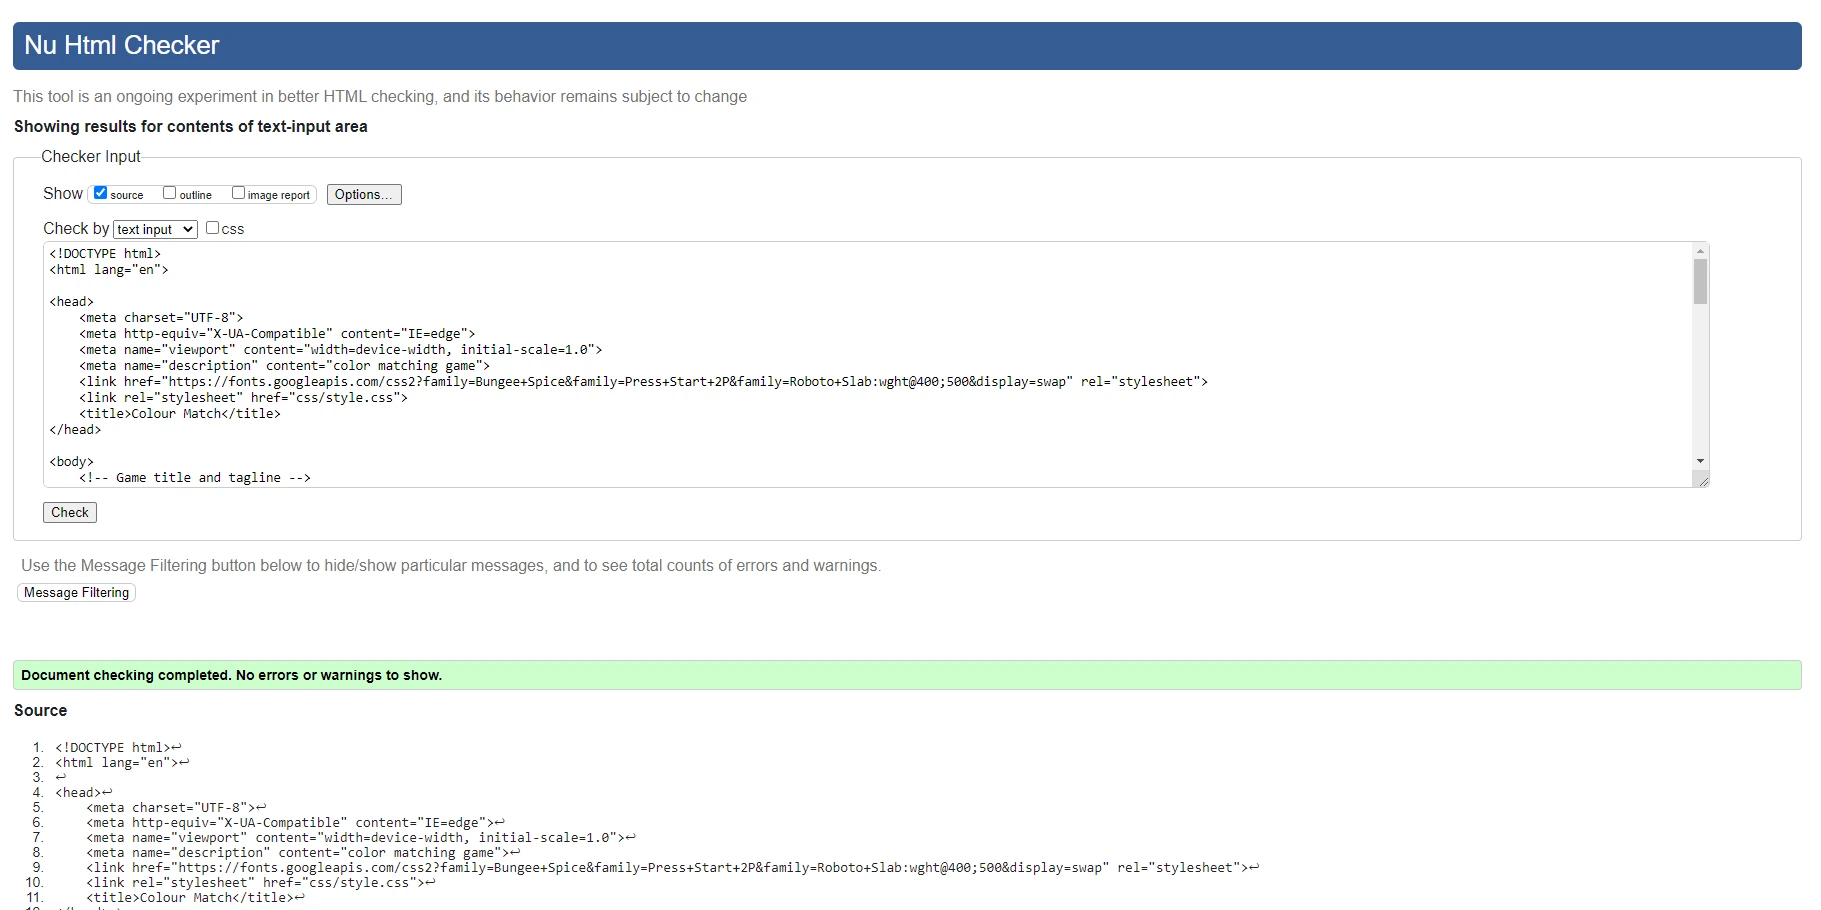 Nu Html Checker
This tool is an ongoing experiment in better HTML checking, and its behavior remains subject to change
Showing results for contents of text-input area
Checker Input
Show source outline image report Options...
Check by text input css
<!DOCTYPE html>
<html lang="en">
<head>
    <meta charset="UTF-8">
    <meta http-equiv="X-UA-Compatible" content="IE=edge">
    <meta name="viewport" content="width=device-width, initial-scale=1.0">
    <meta name="description" content="color matching game">
    <link href="https://fonts.googleapis.com/css2?family=Bungee+Spice&family=Press+Start+2P&family=Roboto+Slab:wght@400;500&display=swap" rel="stylesheet">
    <link rel="stylesheet" href="css/style.css">
    <title>Colour Match</title>
</head>
<body>
    <!-- Game title and tagline -->
Check
Use the Message Filtering button below to hide/show particular messages, and to see total counts of errors and warnings.
Message Filtering
Document checking completed. No errors or warnings to show.
Source
1. <!DOCTYPE html>↩
2. <html lang="en">↩
3. ↩
4. <head>↩
5.     <meta charset="UTF-8">↩
6.     <meta http-equiv="X-UA-Compatible" content="IE=edge">↩
7.     <meta name="viewport" content="width=device-width, initial-scale=1.0">↩
8.     <meta name="description" content="color matching game">↩
9.     <link href="https://fonts.googleapis.com/css2?family=Bungee+Spice&family=Press+Start+2P&family=Roboto+Slab:wght@400;500&display=swap" rel="stylesheet">↩
10.     <link rel="stylesheet" href="css/style.css">↩
11.     <title>Colour Match</title>↩